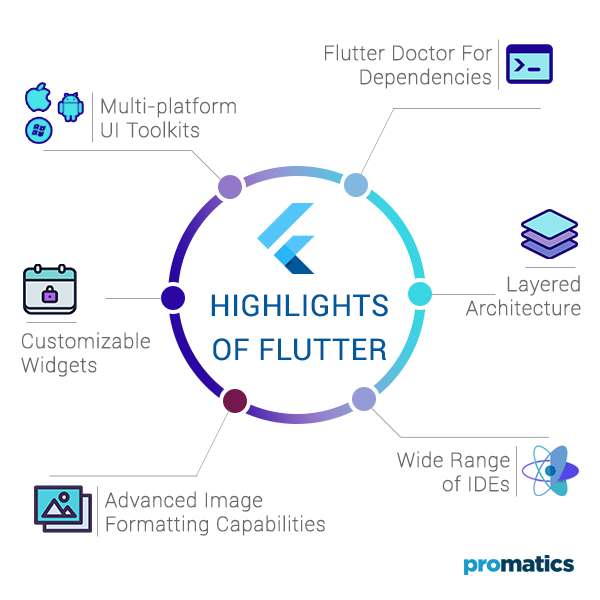 Flutter Doctor For
Dependencies
Multi-platform
UI Toolkits
Layered
Architecture
HIGHLIGHTS
OF FLUTTER
Customizable
Widgets
Wide Range
of IDEs
Advanced Image
Formatting Capabilities
promatics